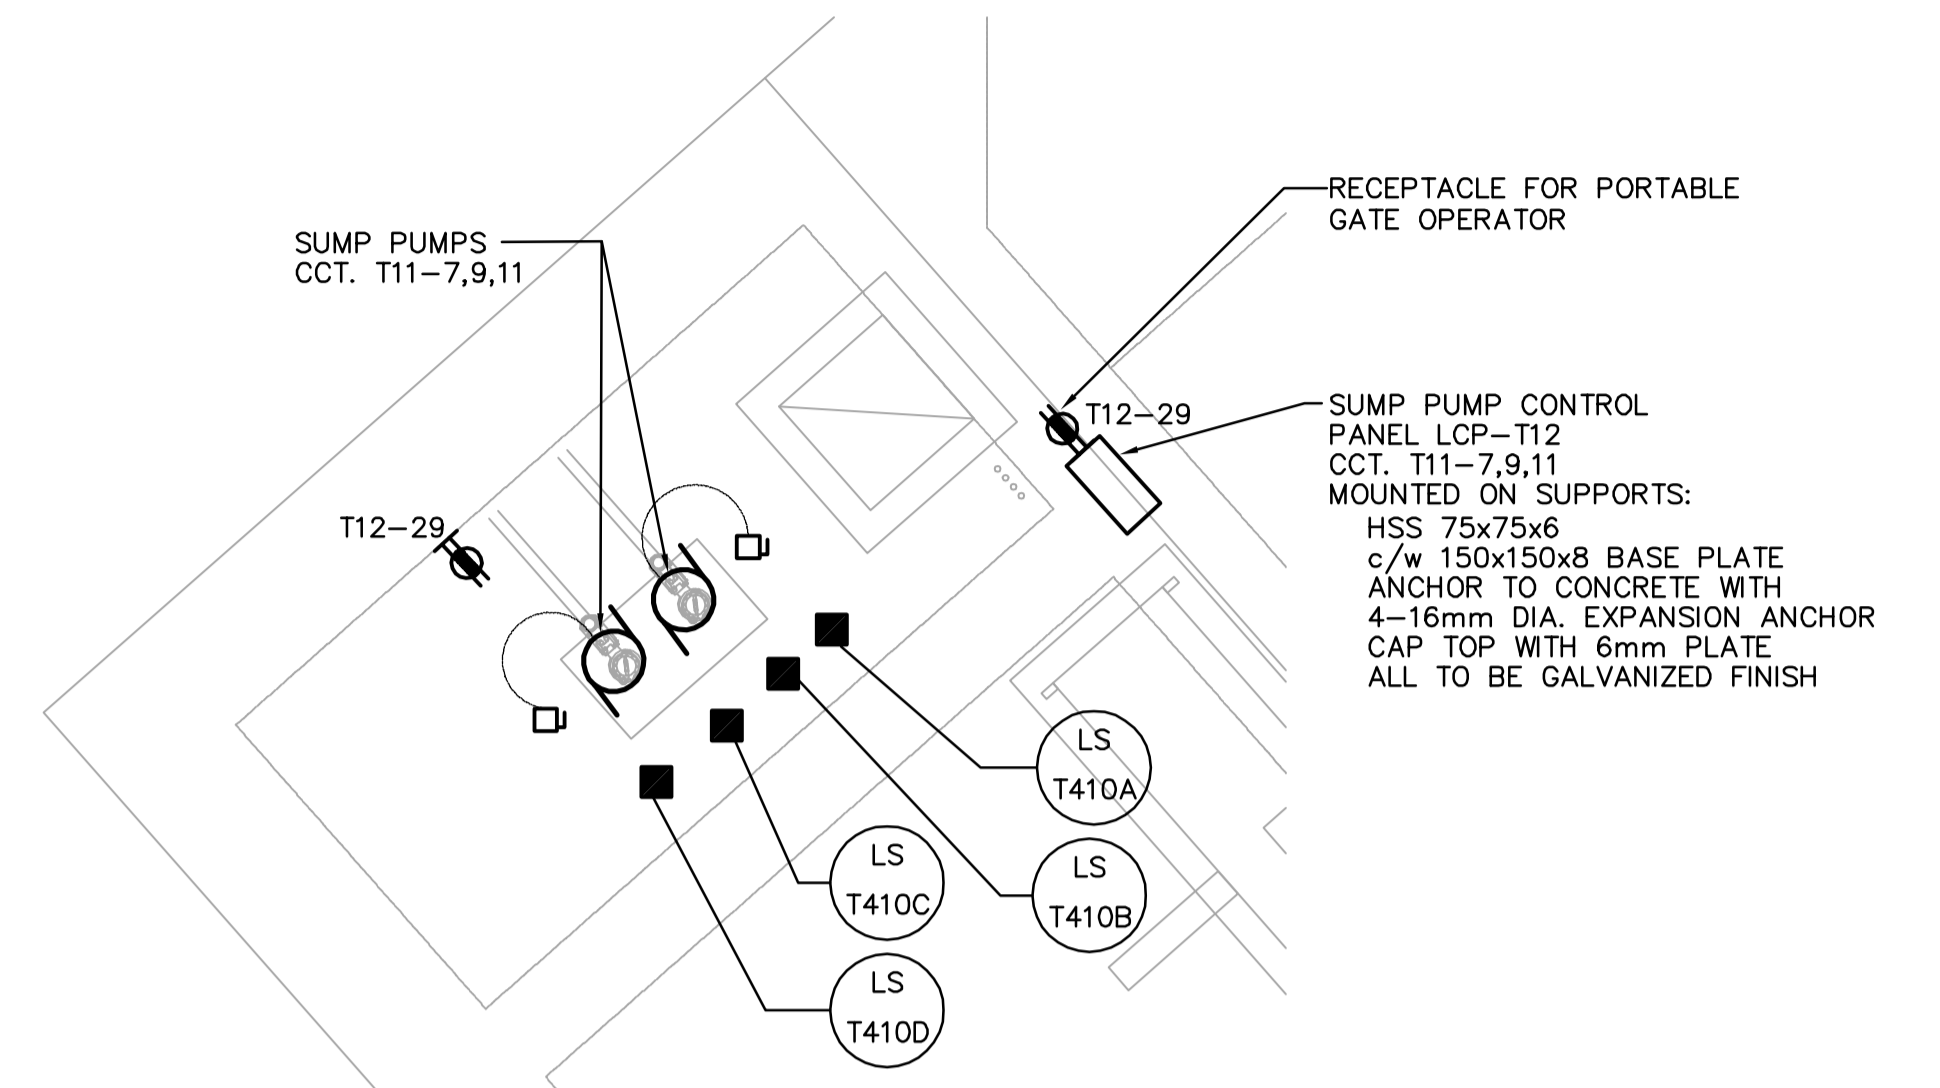 RECEPTACLE FOR PORTABLE
GATE OPERATOR
SUMP PUMPS
CCT. T11-7,9,11
T12-29
SUMP PUMP CONTROL
PANEL LCP-T12
CCT. T11-7,9,11
MOUNTED ON SUPPORTS:
HSS 75x75x6
c/w 150x150x8 BASE PLATE
ANCHOR TO CONCRETE WITH
4-16mm DIA. EXPANSION ANCHOR
CAP TOP WITH 6mm PLATE
ALL TO BE GALVANIZED FINISH
T12-29
LS
T410A
LS
T410B
LS
T410C
LS
T410D